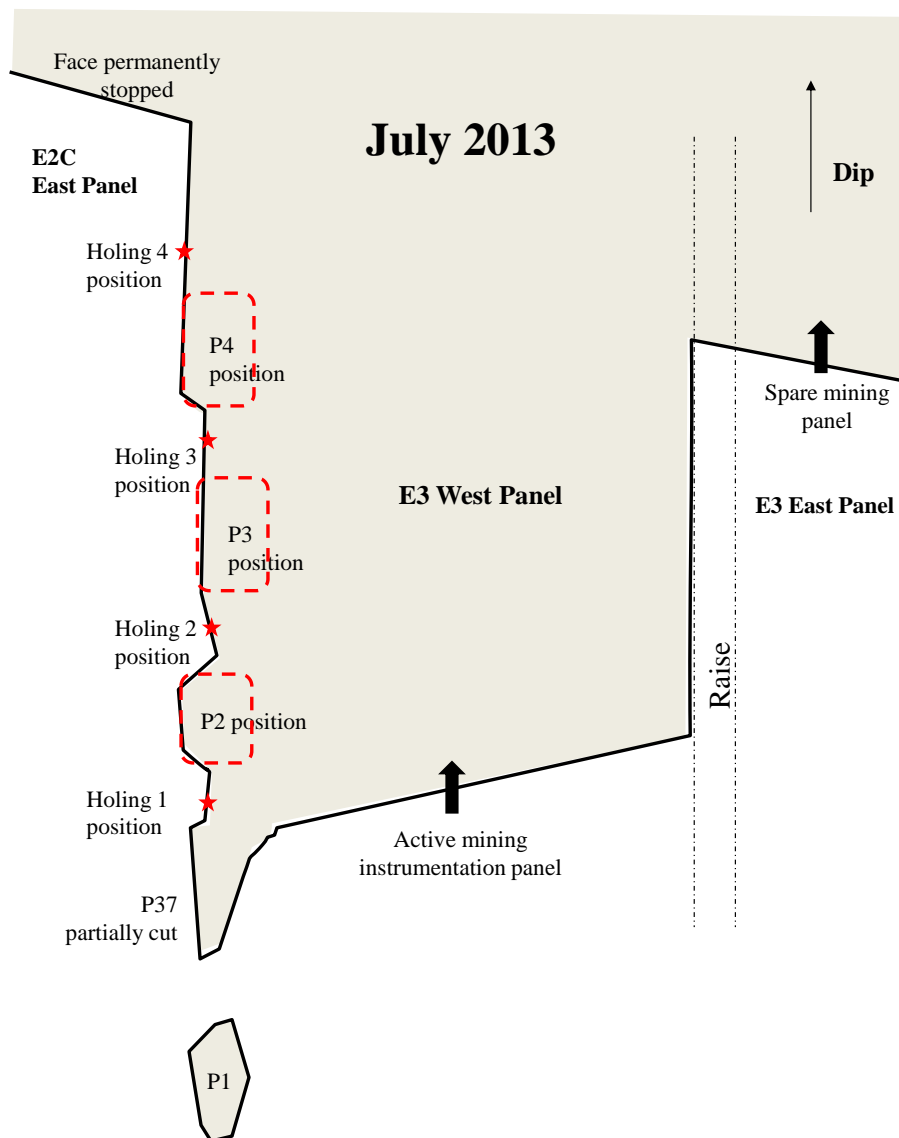 Face permanently
stopped
July 2013
E2C
East Panel
Dip
Holing 4
position
P4
position
Spare mining
panel
Holing 3
position
E3 West Panel
E3 East Panel
P3
position
Holing 2
position
Raise
P2 position
Holing 1
position
Active mining
instrumentation panel
P37
partially cut
P1